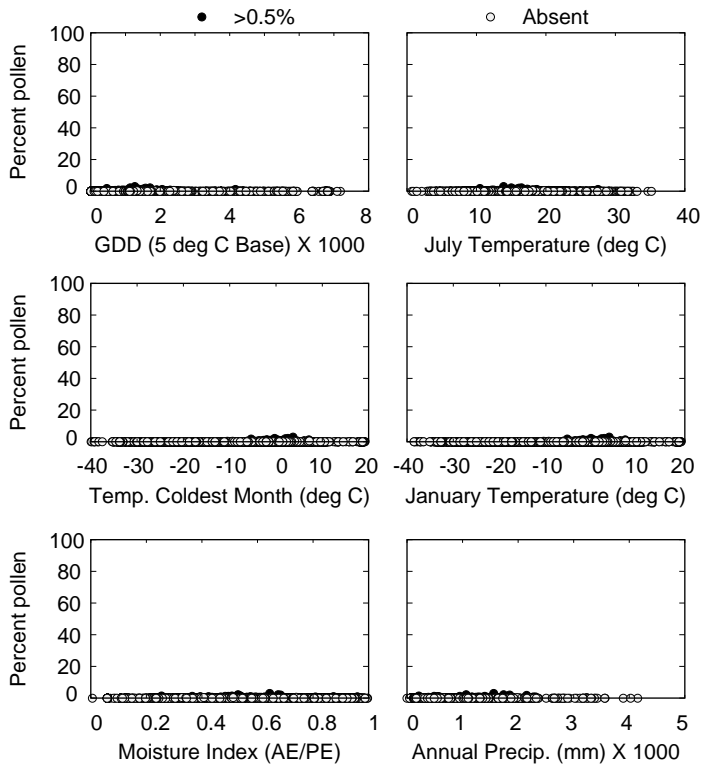 >0.5% Absent
100
80
60
40
20
0
Percent pollen
0 2 4 6 8
GDD (5 deg C Base) X 1000
0 10 20 30 40
July Temperature (deg C)
100
80
60
40
20
0
Percent pollen
-40 -30 -20 -10 0 10 20
Temp. Coldest Month (deg C)
-40 -30 -20 -10 0 10 20
January Temperature (deg C)
100
80
60
40
20
0
Percent pollen
0 0.2 0.4 0.6 0.8 1
Moisture Index (AE/PE)
0 1 2 3 4 5
Annual Precip. (mm) X 1000